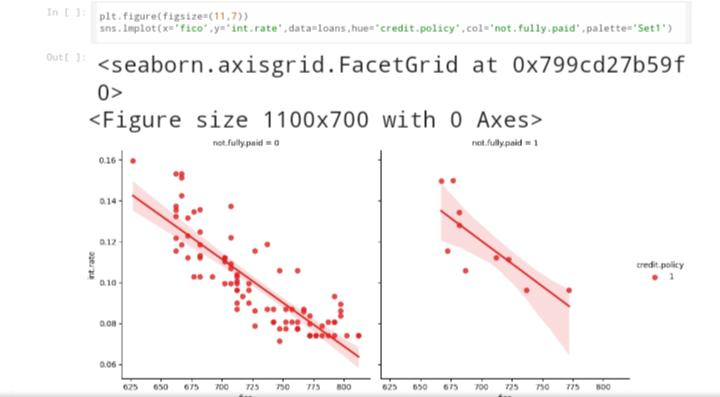 In [ ]:
plt.figure(figsize=(11,7))
sns.lmplot(x='fico',y='int.rate',data=loans,hue='credit.policy',col='not.fully.paid',palette='Set1')
Out[ ]:
<seaborn.axisgrid.FacetGrid at 0x799cd27b59f
0>
<Figure size 1100x700 with 0 Axes>
not.fully.paid = 0
not.fully.paid = 1
0.16
0.14
0.12
0.10
0.08
0.06
int.rate
credit.policy
1
625 650 675 700 725 750 775 800
625 650 675 700 725 750 775 800